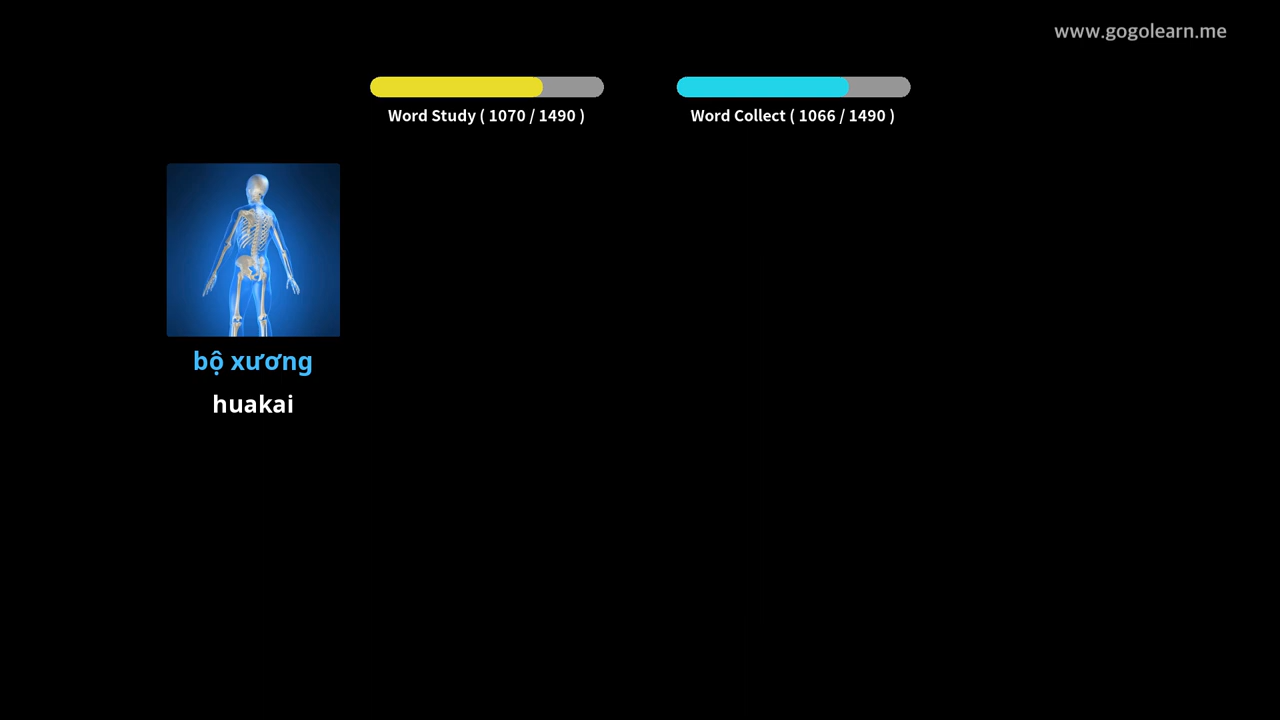 www.gogolearn.me
Word Study ( 1070 / 1490 )
Word Collect ( 1066 / 1490 )
bộ xương
huakai